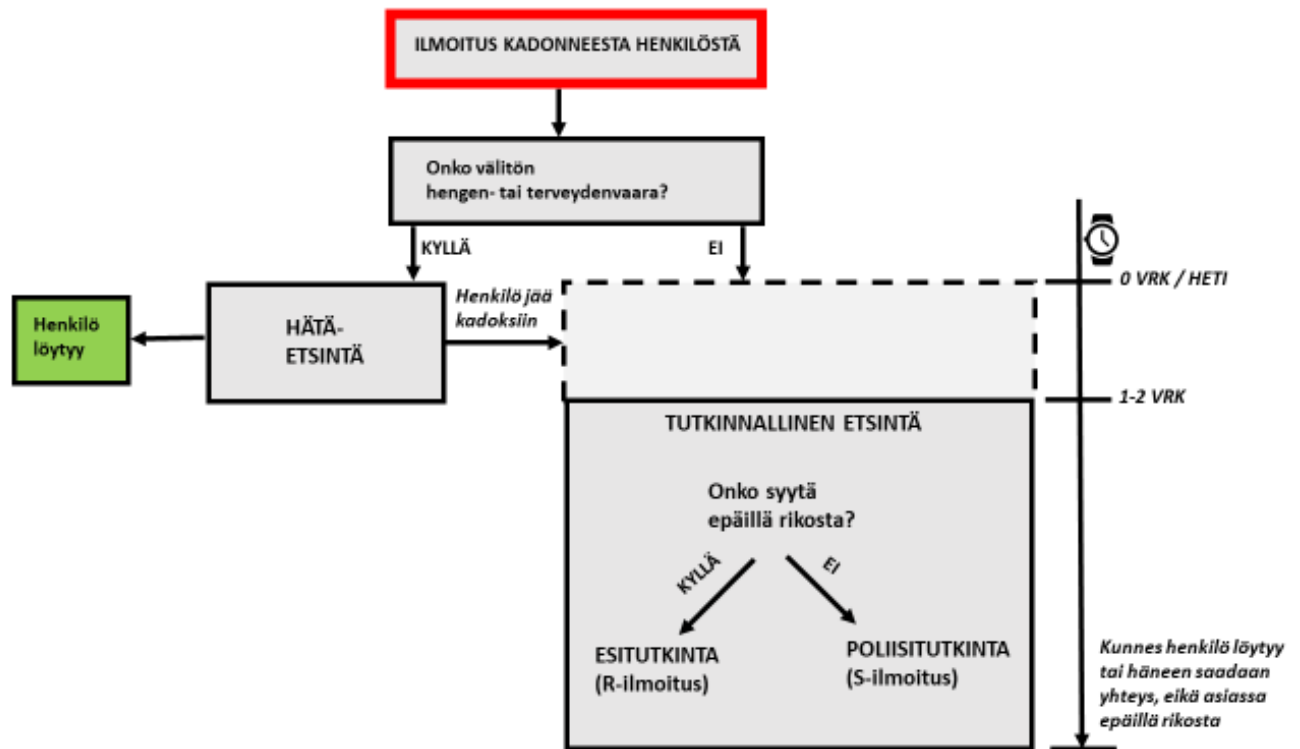 ILMOITUS KADONNEESTA HENKILÖSTÄ
Onko välitön
hengen- tai terveydenvaara?
KYLLÄ
EI
0 VRK / HETI
Henkilö
löytyy
HÄTÄ-
ETSINTÄ
Henkilö jää
kadoksiin
1-2 VRK
TUTKINNALLINEN ETSINTÄ
Onko syytä
epäillä rikosta?
KYLLÄ
EI
ESITUTKINTA
(R-ilmoitus)
POLIISITUTKINTA
(S-ilmoitus)
Kunnes henkilö löytyy
tai häneen saadaan
yhteys, eikä asiassa
epäillä rikosta